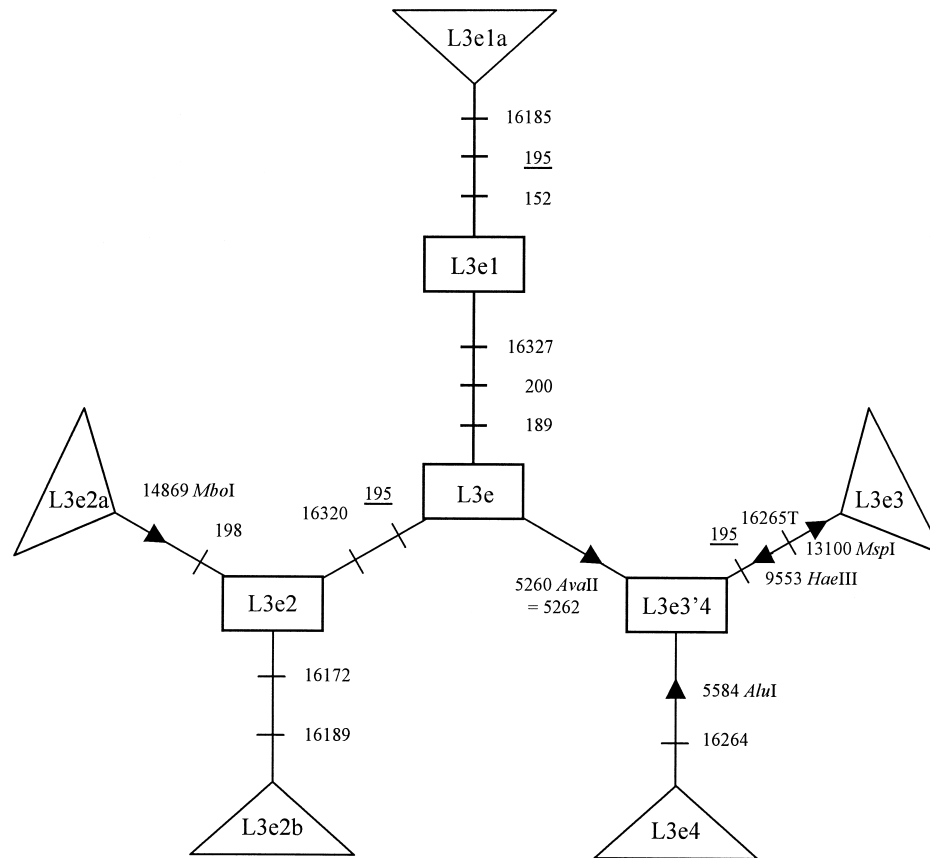 L3e1a
16185
195
152
L3e1
16327
200
189
L3e
195
16320
14869 MboI
L3e2a
198
L3e2
16172
16189
L3e2b
5260 AvaII
= 5262
L3e3'4
195
16265T
L3e3
13100 MspI
9553 HaeIII
5584 AluI
16264
L3e4